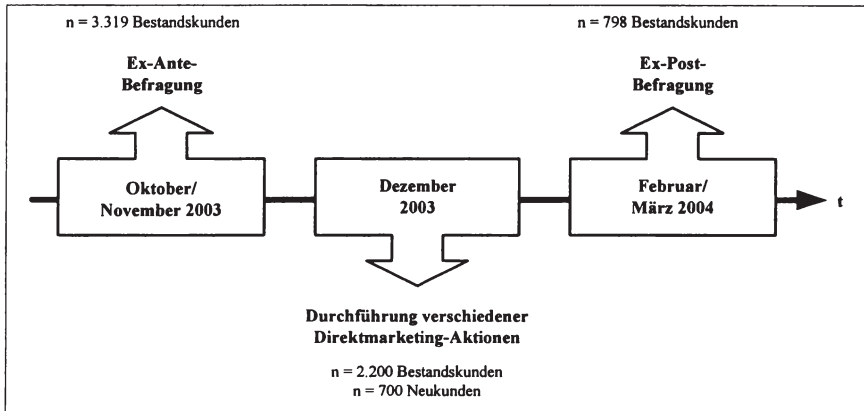 n = 3.319 Bestandskunden
Ex-Ante-
Befragung
Oktober/
November 2003
Dezember
2003
Durchführung verschiedener
Direktmarketing-Aktionen
n = 2.200 Bestandskunden
n = 700 Neukunden
n = 798 Bestandskunden
Ex-Post-
Befragung
Februar/
März 2004
t